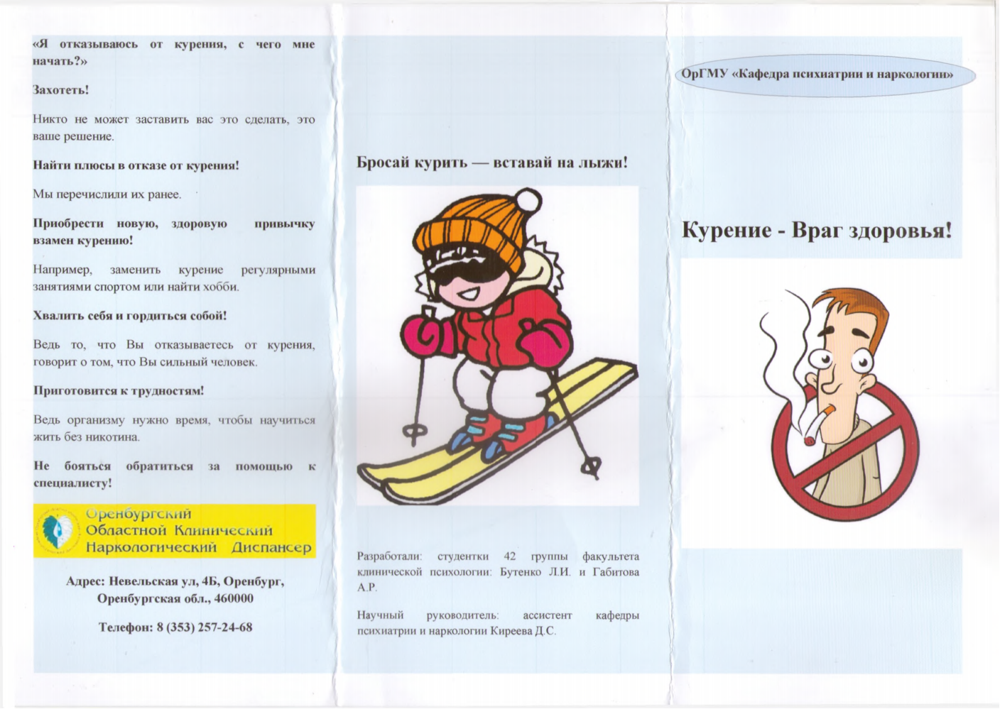 «Я отказываюсь от курения, с чего мне
начать?»
Захотеть!
Никто не может заставить вас это сделать, это
ваше решение.
Найти плюсы в отказе от курения!
Мы перечислили их ранее.
Приобрести новую, здоровую привычку
взамен курению!
Например, заменить курение регулярными
занятиями спортом или найти хобби.
Хвалить себя и гордиться собой!
Ведь то, что Вы отказываетесь от курения,
говорит о том, что Вы сильный человек.
Приготовится к трудностям!
Ведь организму нужно время, чтобы научиться
жить без никотина.
Не бояться обратиться за помощью к
специалисту!
Оренбургский
Областной Клинический
Наркологический Диспансер
Адрес: Невельская ул, 4Б, Оренбург,
Оренбургская обл., 460000
Телефон: 8 (353) 257-24-68
Бросай курить — вставай на лыжи!
Разработали: студентки 42 группы факультета
клинической психологии: Бутенко Л.И. и Габитова
А.Р.
Научный руководитель: ассистент кафедры
психиатрии и наркологии Киреева Д.С.
ОрГМУ «Кафедра психиатрии и наркологии»
Курение - Враг здоровья!